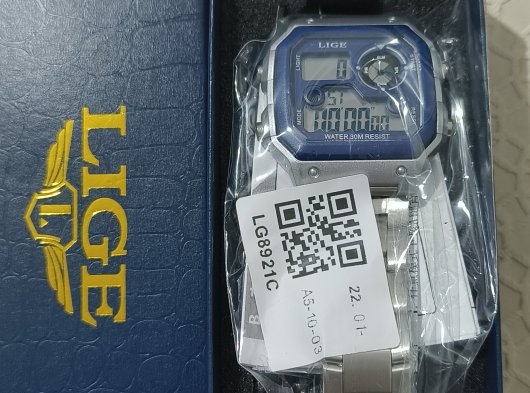 LIGE
LIGE
LIGHT
MODE
WATER 30M RESIST
LG8921C
A5-10-03
22. 01-